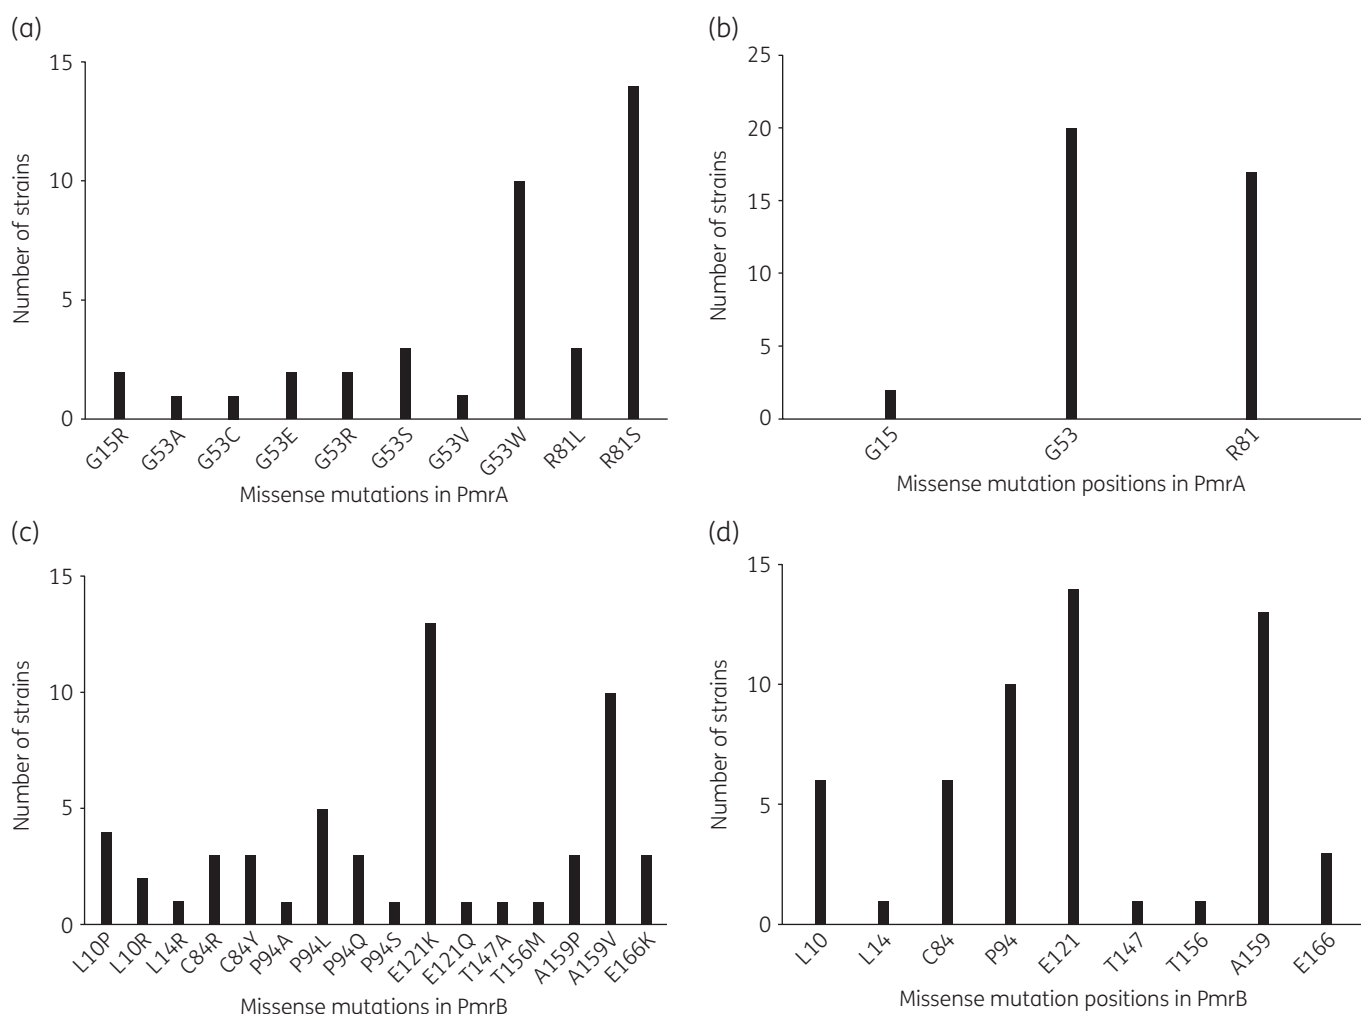 (a)
15
10
5
0
Number of strains
G15R
G53A
G53C
G53E
G53R
G53S
G53V
G53W
R81L
R81S
Missense mutations in PmrA
(b)
25
20
15
10
5
0
Number of strains
G15
G53
R81
Missense mutation positions in PmrA
(c)
15
10
5
0
Number of strains
L10P
L10R
L14R
C84R
C84Y
P94A
P94L
P94Q
P94S
E121K
E121Q
T147A
T156M
A159P
A159V
E166K
Missense mutations in PmrB
(d)
15
10
5
0
Number of strains
L10
L14
C84
P94
E121
T147
T156
A159
E166
Missense mutation positions in PmrB